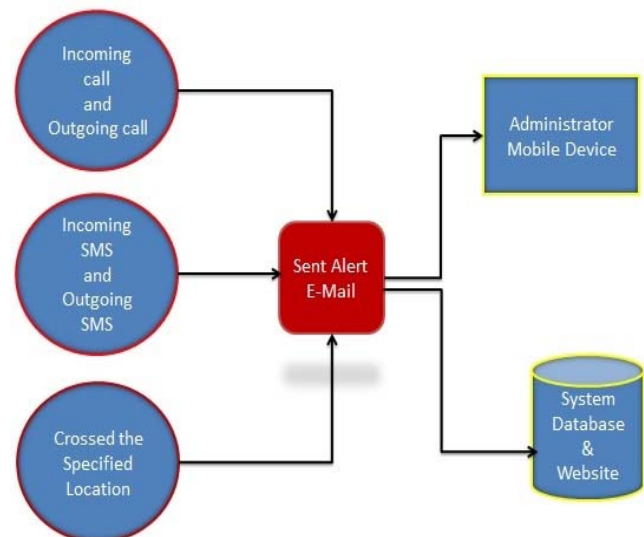 Incoming
call
and
Outgoing call
Incoming
SMS
and
Outgoing
SMS
Crossed the
Specified
Location
Sent Alert
E-Mail
Administrator
Mobile Device
System
Database
&
Website